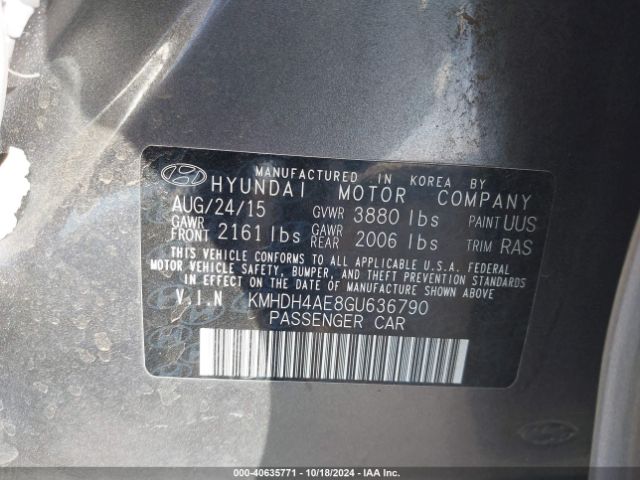 MANUFACTURED IN KOREA BY
HYUNDAI MOTOR COMPANY
AUG/24/15 GVWR 3880 lbs PAINT UUS
GAWR FRONT 2161 lbs GAWR REAR 2006 lbs TRIM RAS
THIS VEHICLE CONFORMS TO ALL APPLICABLE U.S.A. FEDERAL
MOTOR VEHICLE SAFETY, BUMPER, AND THEFT PREVENTION STANDARDS
IN EFFECT ON THE DATE OF MANUFACTURE SHOWN ABOVE
V.I.N KMHDH4AE8GU636790
PASSENGER CAR
000-40635771 | 10/18/2024 | IAA Inc.